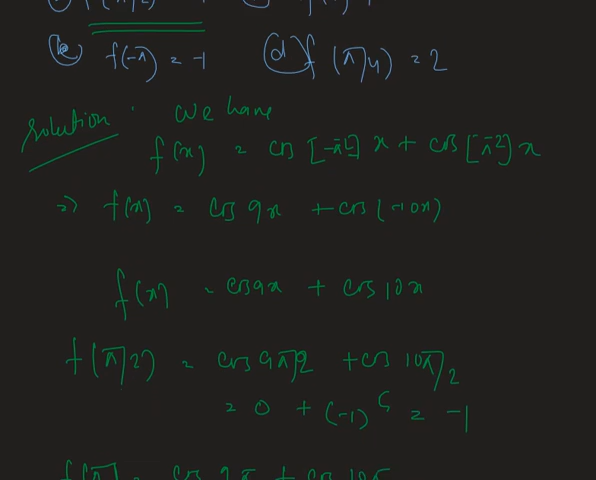 (b) f(-π) = -1 (d) f(π/4) = 2
Solution : We have
f(x) = cos [-π²] x + cos [-π²] x
=> f(x) = cos 9x + cos (-10x)
f(x) = cos 9x + cos 10x
f(π/2) = cos 9π/2 + cos 10π/2
= 0 + (-1)⁵ = -1